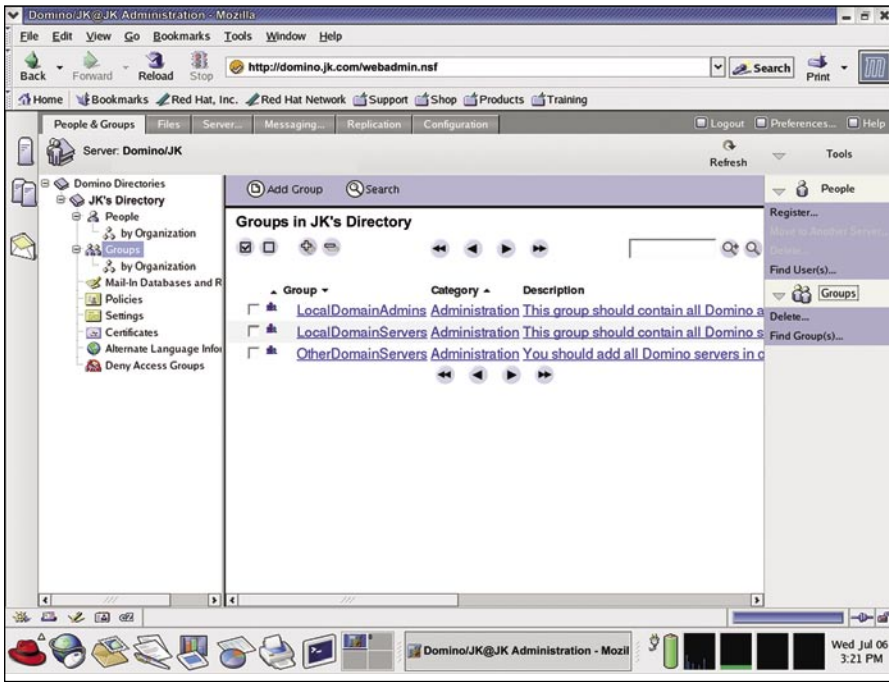 Domino/JK@JK Administration - Mozilla
File Edit View Go Bookmarks Tools Window Help
Back Forward Reload Stop http://domino.jk.com/webadmin.nsf Search Print
Home Bookmarks Red Hat, Inc. Red Hat Network Support Shop Products Training
People & Groups Files Server... Messaging... Replication Configuration Logout Preferences... Help
Server: Domino/JK Refresh Tools
Domino Directories
JK's Directory
People
by Organization
Groups
by Organization
Mail-In Databases and R
Policies
Settings
Certificates
Alternate Language Infor
Deny Access Groups
Add Group Search
Groups in JK's Directory
Group Category Description
LocalDomainAdmins Administration This group should contain all Domino a
LocalDomainServers Administration This group should contain all Domino s
OtherDomainServers Administration You should add all Domino servers in o
People
Register...
Move to Another Server...
Delete...
Find User(s)...
Groups
Delete...
Find Group(s)...
Domino/JK@JK Administration - Mozil
Wed Jul 06
3:21 PM